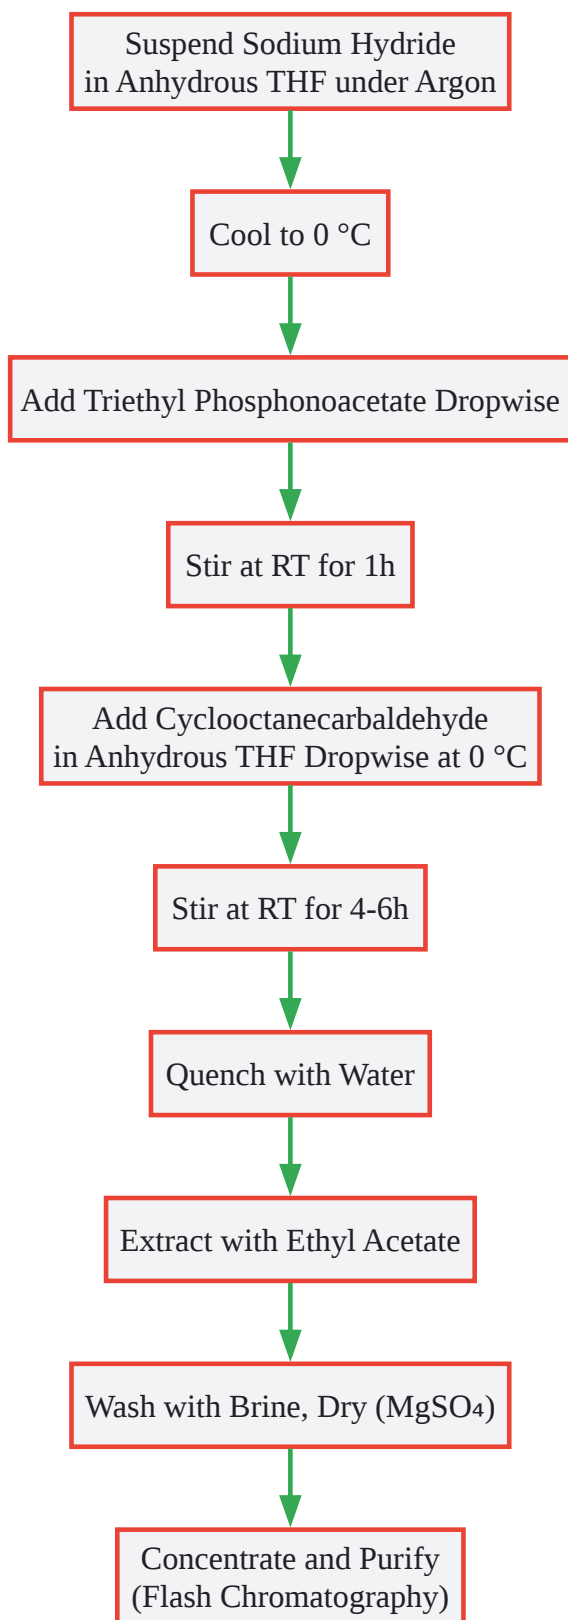 Suspend Sodium Hydride
in Anhydrous THF under Argon
Cool to 0 °C
Add Triethyl Phosphonoacetate Dropwise
Stir at RT for 1h
Add Cyclooctanecarbaldehyde
in Anhydrous THF Dropwise at 0 °C
Stir at RT for 4-6h
Quench with Water
Extract with Ethyl Acetate
Wash with Brine, Dry (MgSO₄)
Concentrate and Purify
(Flash Chromatography)